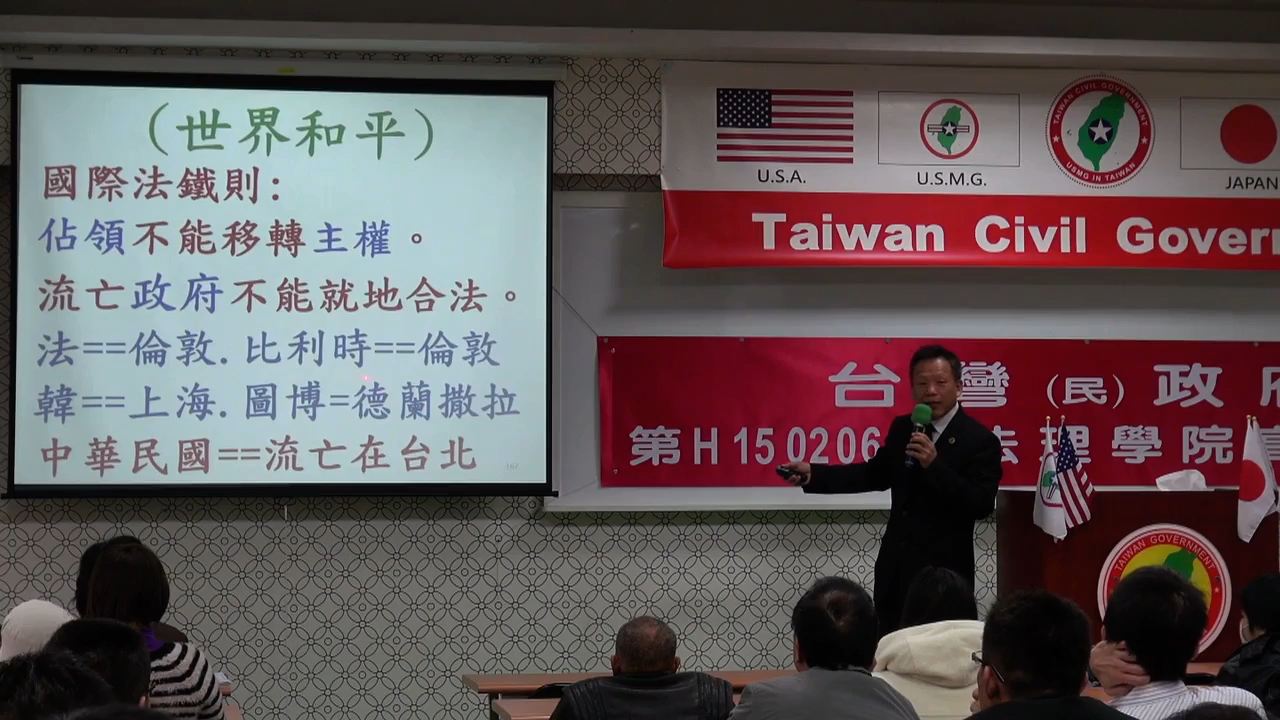 (世界和平)
國際法鐵則:
佔領不能移轉主權。
流亡政府不能就地合法。
法==倫敦.比利時==倫敦
韓==上海.圖博=德蘭撒拉
中華民國==流亡在台北
167
U.S.A.
U.S.M.G.
TAIWAN CIVIL GOVERNMENT
USMG IN TAIWAN
JAPAN
Taiwan Civil Govern
台灣(民)政府
第H150206 法理學院
TAIWAN GOVERNMENT